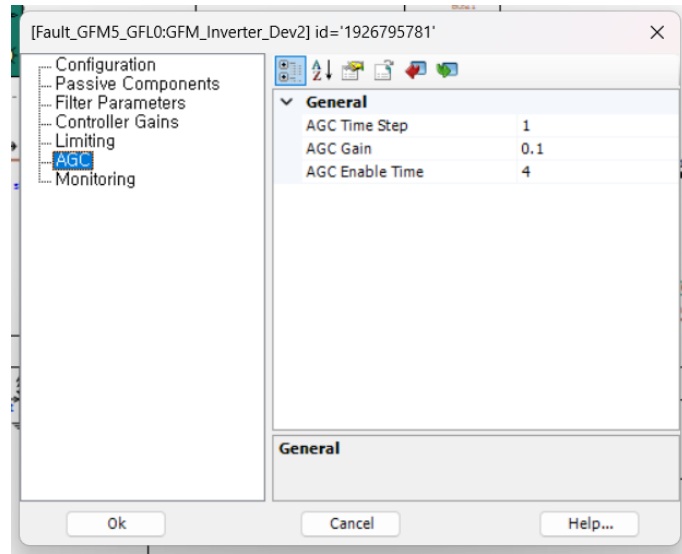 [Fault_GFM5_GFL0:GFM_Inverter_Dev2] id='1926795781'
Configuration
Passive Components
Filter Parameters
Controller Gains
Limiting
AGC
Monitoring
General
AGC Time Step 1
AGC Gain 0.1
AGC Enable Time 4
General
Ok Cancel Help...